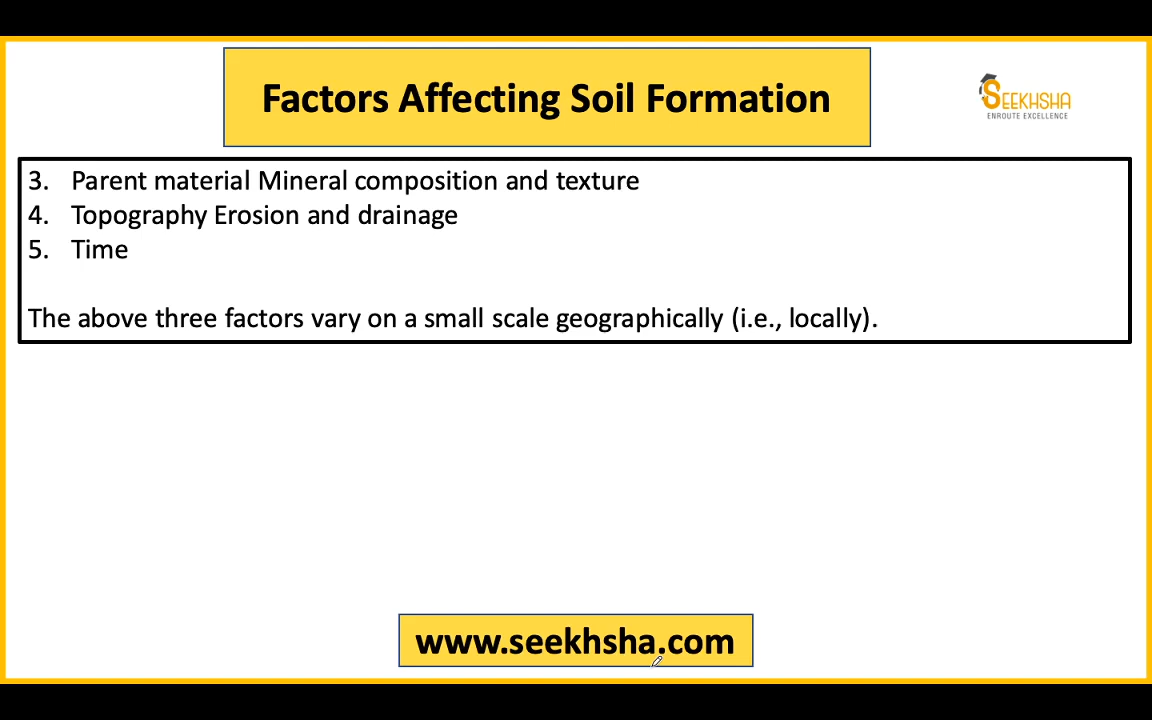 Factors Affecting Soil Formation
SEEKHSHA
ENROUTE EXCELLENCE
3. Parent material Mineral composition and texture
4. Topography Erosion and drainage
5. Time
The above three factors vary on a small scale geographically (i.e., locally).
www.seekhsha.com